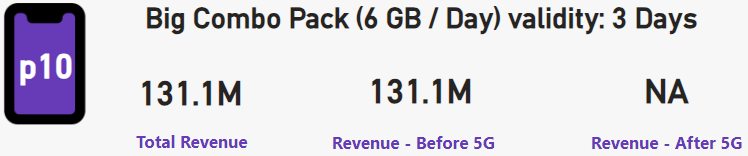 Big Combo Pack (6 GB / Day) validity: 3 Days
p10
131.1M 131.1M NA
Total Revenue Revenue - Before 5G Revenue - After 5G